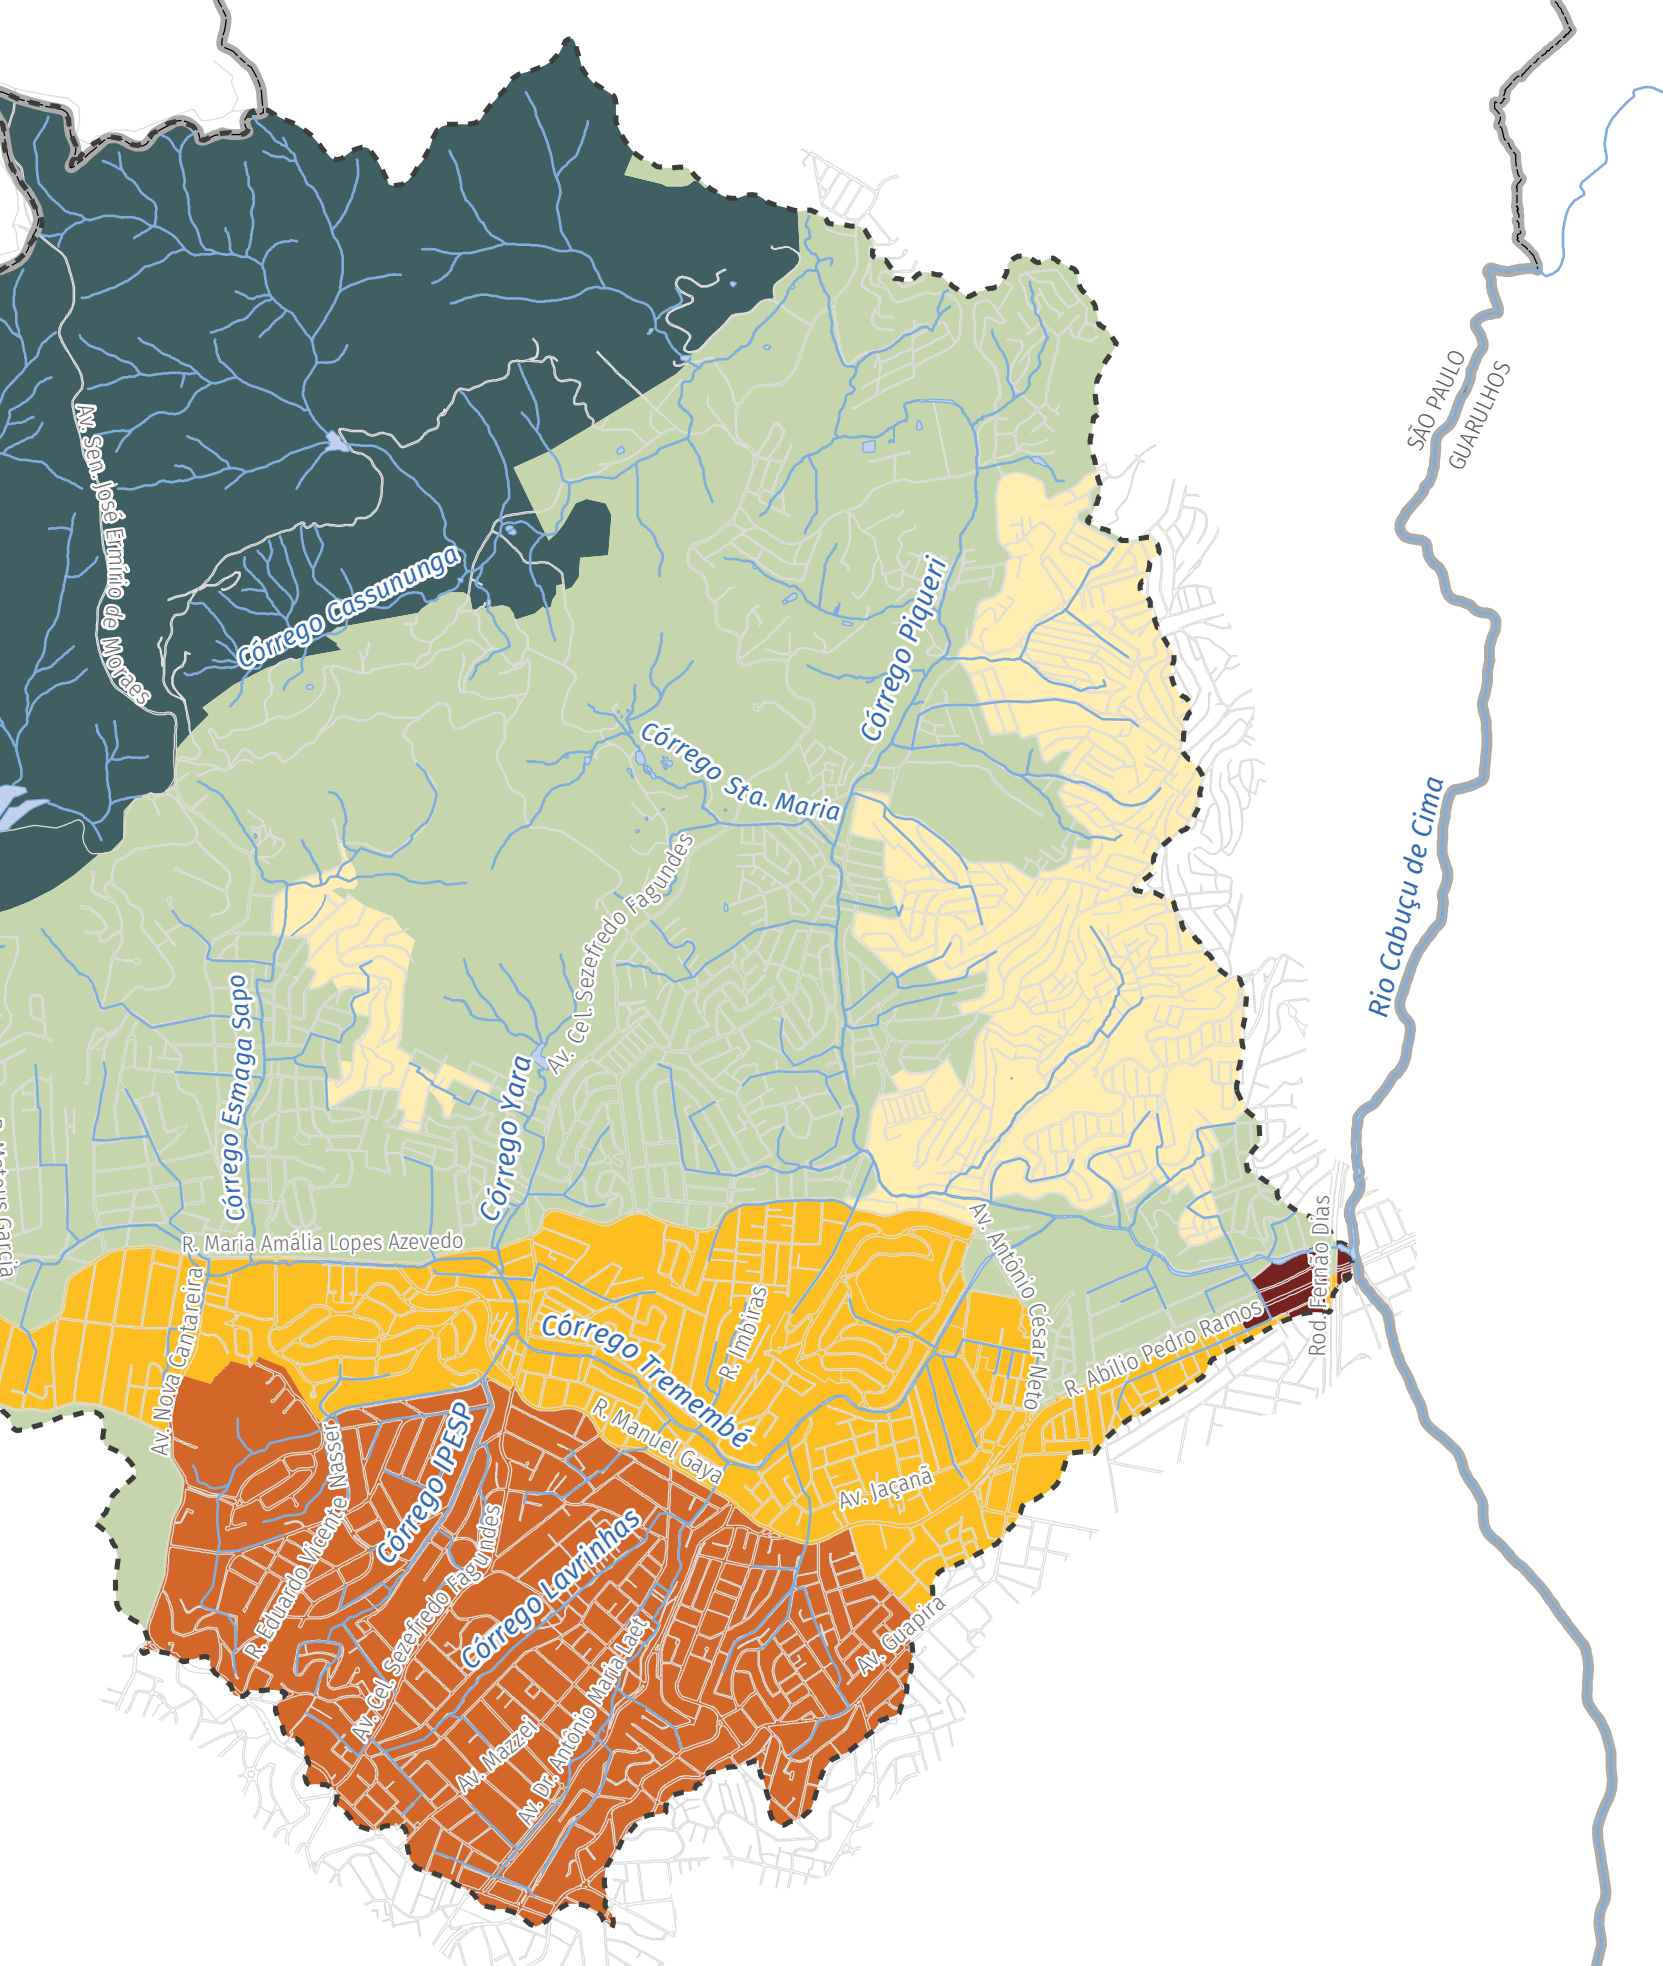 SÃO PAULO
GUARULHOS
Av. Sen. José Ermírio de Moraes
Córrego Cassununga
Córrego Piqueri
Córrego Sta. Maria
Rio Cabuçu de Cima
Av. Cel. Sezefredo Fagundes
Córrego Esmaga Sapo
Córrego Yara
R. Mateus Garcia
R. Maria Amália Lopes Azevedo
Av. Antônio César Neto
Rod. Fernão Dias
Av. Nova Cantareira
Córrego Tremembé
R. Imbiras
R. Abílio Pedro Ramos
R. Manuel Gaya
Córrego IPESP
R. Eduardo Vicente Nasser
Av. Jaçanã
Av. Cel. Sezefredo Fagundes
Córrego Lavrinhas
Av. Guapira
Av. Mazzei
Av. Dr. Antônio Maria Laet